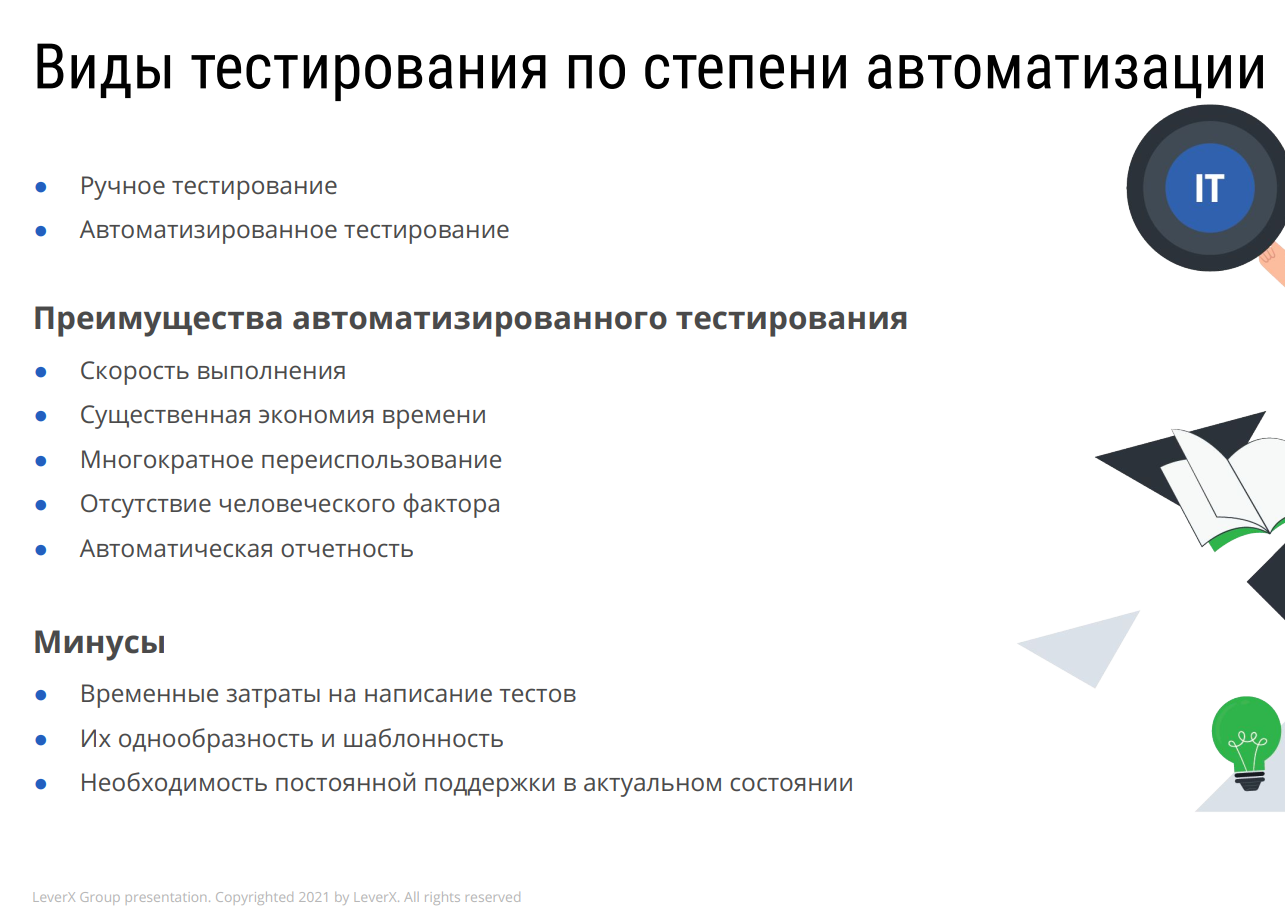 Виды тестирования по степени автоматизации
IT
Ручное тестирование
Автоматизированное тестирование
Преимущества автоматизированного тестирования
Скорость выполнения
Существенная экономия времени
Многократное переиспользование
Отсутствие человеческого фактора
Автоматическая отчетность
Минусы
Временные затраты на написание тестов
Их однообразность и шаблонность
Необходимость постоянной поддержки в актуальном состоянии
LeverX Group presentation. Copyrighted 2021 by LeverX. All rights reserved